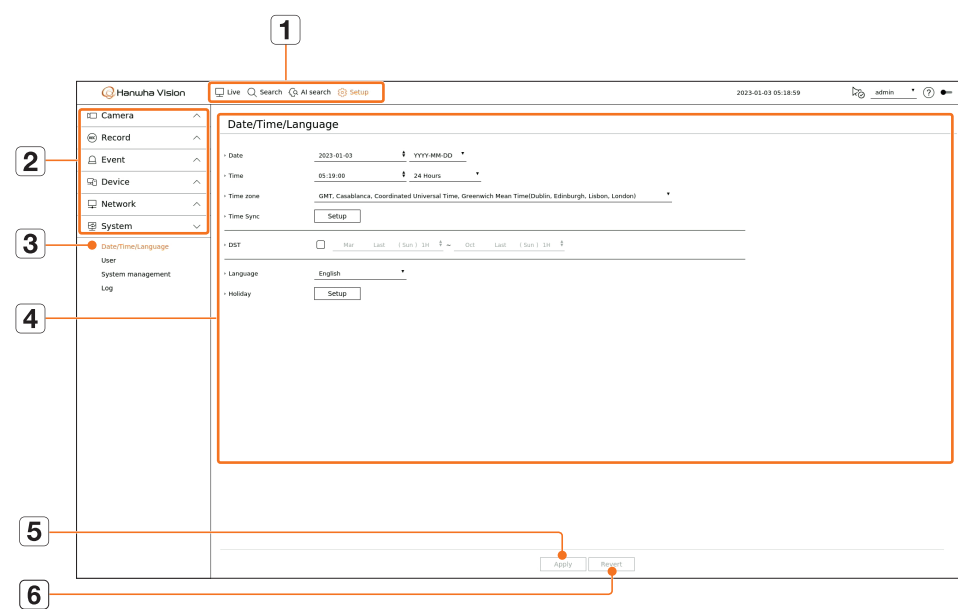 1
Hanwha Vision Live Search AI search Setup 2023-01-03 05:18:59 admin ?
Camera
Date/Time/Language
REC Record
2
Event
Date 2023-01-03 YYYY-MM-DD
Device
Time 05:19:00 24 Hours
Time zone GMT, Casablanca, Coordinated Universal Time, Greenwich Mean Time(Dublin, Edinburgh, Lisbon, London)
Network
Time Sync Setup
System
3
Date/Time/Language
DST Mar Last ( Sun ) 1H ~ Oct Last ( Sun ) 1H
User
System management
Language English
Log
Holiday Setup
4
5
Apply Revert
6